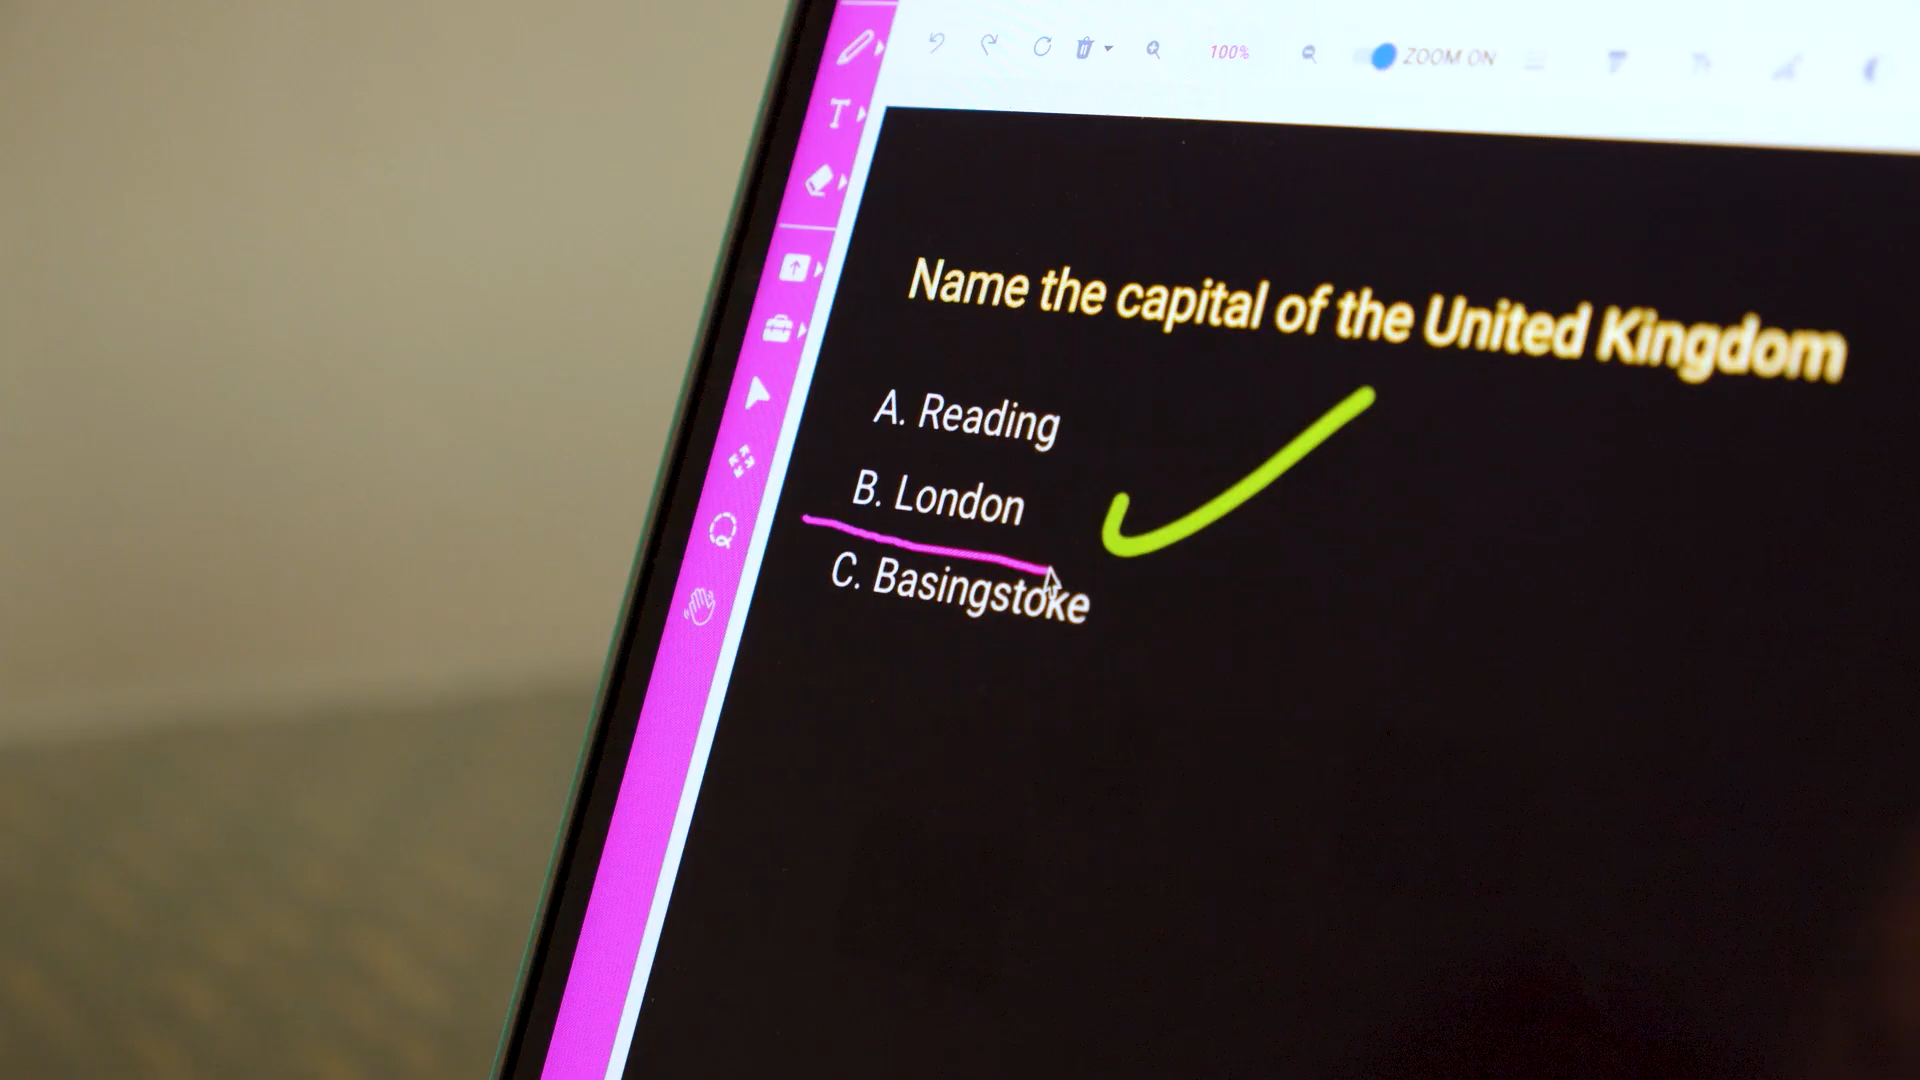 100%
ZOOM ON
Name the capital of the United Kingdom
A. Reading
B. London
C. Basingstoke